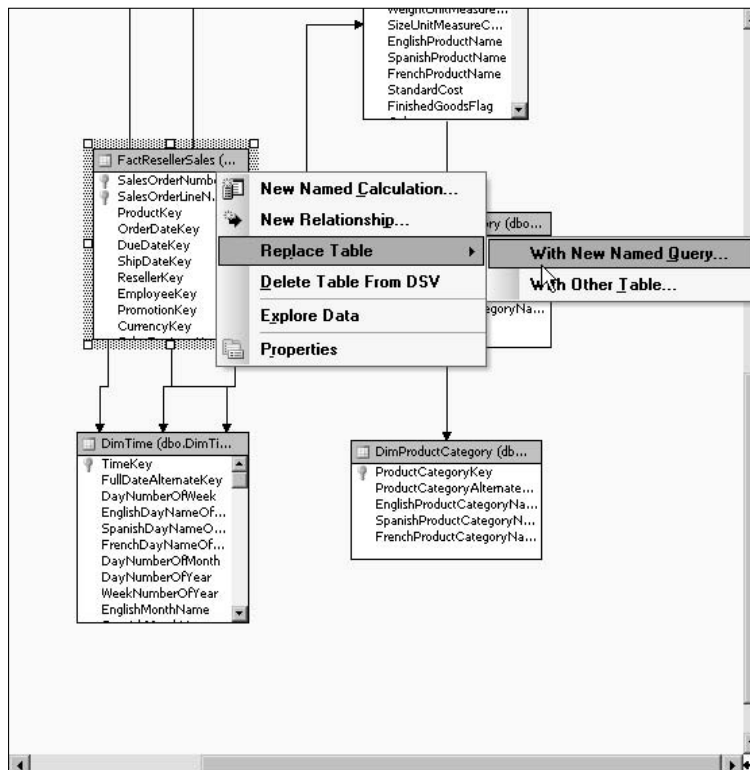 SizeUnitMeasureC...
EnglishProductName
SpanishProductName
FrenchProductName
StandardCost
FinishedGoodsFlag
FactResellerSales (...
SalesOrderNumb
SalesOrderLineN.
ProductKey
OrderDateKey
DueDateKey
ShipDateKey
ResellerKey
EmployeeKey
PromotionKey
CurrencyKey
New Named Calculation...
New Relationship...
Replace Table
Delete Table From DSV
Explore Data
Properties
ry (dbo...
With New Named Query...
With Other Table...
egoryNa...
DimTime (dbo.DimTi...
TimeKey
FullDateAlternateKey
DayNumberOfWeek
EnglishDayNameOf...
SpanishDayNameO...
FrenchDayNameOf...
DayNumberOfMonth
DayNumberOfYear
WeekNumberOfYear
EnglishMonthName
DimProductCategory (db...
ProductCategoryKey
ProductCategoryAlternate...
EnglishProductCategoryNa...
SpanishProductCategoryN...
FrenchProductCategoryNa...